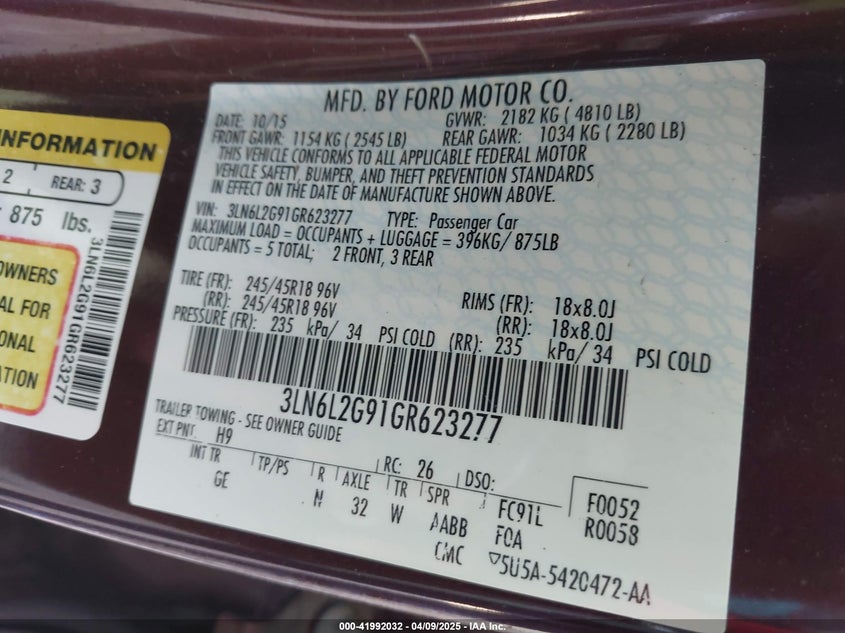 INFORMATION
2 REAR: 3
875 lbs.
OWNERS
AL FOR
ONAL
ATION
3LN6L2G91GR623277
MFD. BY FORD MOTOR CO.
DATE: 10/15 GVWR: 2182 KG ( 4810 LB)
FRONT GAWR: 1154 KG ( 2545 LB) REAR GAWR: 1034 KG ( 2280 LB)
THIS VEHICLE CONFORMS TO ALL APPLICABLE FEDERAL MOTOR
VEHICLE SAFETY, BUMPER, AND THEFT PREVENTION STANDARDS
IN EFFECT ON THE DATE OF MANUFACTURE SHOWN ABOVE.
VIN: 3LN6L2G91GR623277 TYPE: Passenger Car
MAXIMUM LOAD = OCCUPANTS + LUGGAGE = 396KG/ 875LB
OCCUPANTS = 5 TOTAL; 2 FRONT, 3 REAR
TIRE (FR): 245/45R18 96V RIMS (FR): 18x8.0J
(RR): 245/45R18 96V (RR): 18x8.0J
PRESSURE (FR): 235 kPa/ 34 PSI COLD (RR): 235 kPa/ 34 PSI COLD
3LN6L2G91GR623277
TRAILER TOWING - SEE OWNER GUIDE
EXT PNT: H9 RC: 26 DSO: F0052
INT TR TP/PS R AXLE TR SPR FC91L R0058
GE N 32 W AABB FOA
CMC 5U5A-5420472-AA
000-41992032 - 04/09/2025 - IAA Inc.